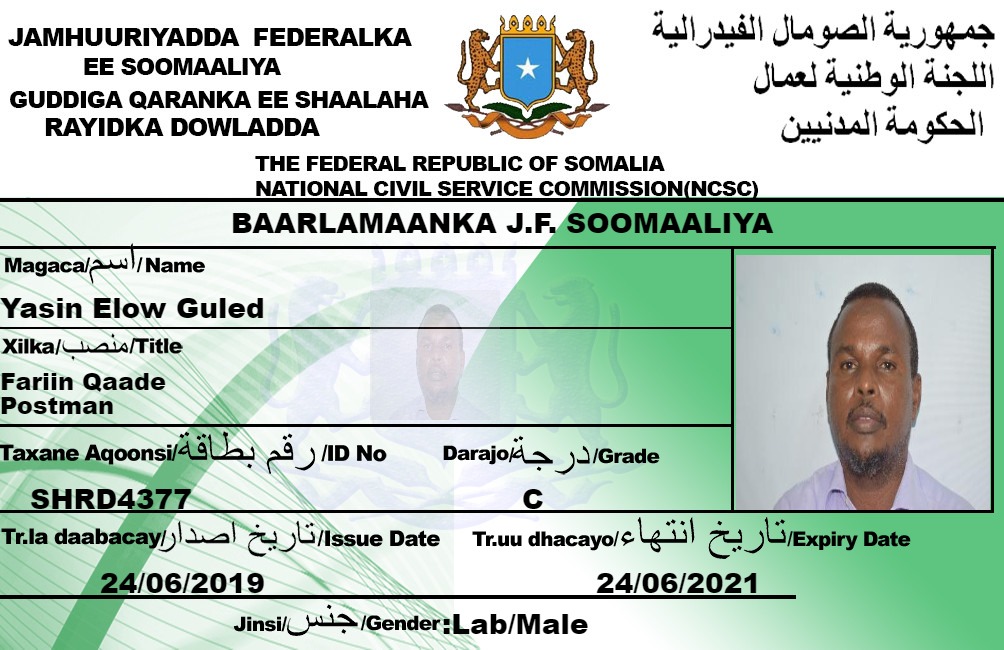 JAMHUURIYADDA FEDERALKA
EE SOOMAALIYA
GUDDIGA QARANKA EE SHAALAHA
RAYIDKA DOWLADDA
جمهورية الصومال الفيدرالية
اللجنة الوطنية لعمال
الحكومة المدنيين
THE FEDERAL REPUBLIC OF SOMALIA
NATIONAL CIVIL SERVICE COMMISSION(NCSC)
BAARLAMAANKA J.F. SOOMAALIYA
Magaca/اسم/Name
Yasin Elow Guled
Xilka/منصب/Title
Fariin Qaade
Postman
Taxane Aqoonsi/رقم بطاقة/ID No
SHRD4377
Darajo/درجة/Grade
C
Tr.la daabacay/تاريخ اصدار/Issue Date
24/06/2019
Tr.uu dhacayo/تاريخ انتهاء/Expiry Date
24/06/2021
Jinsi/جنس/Gender:Lab/Male